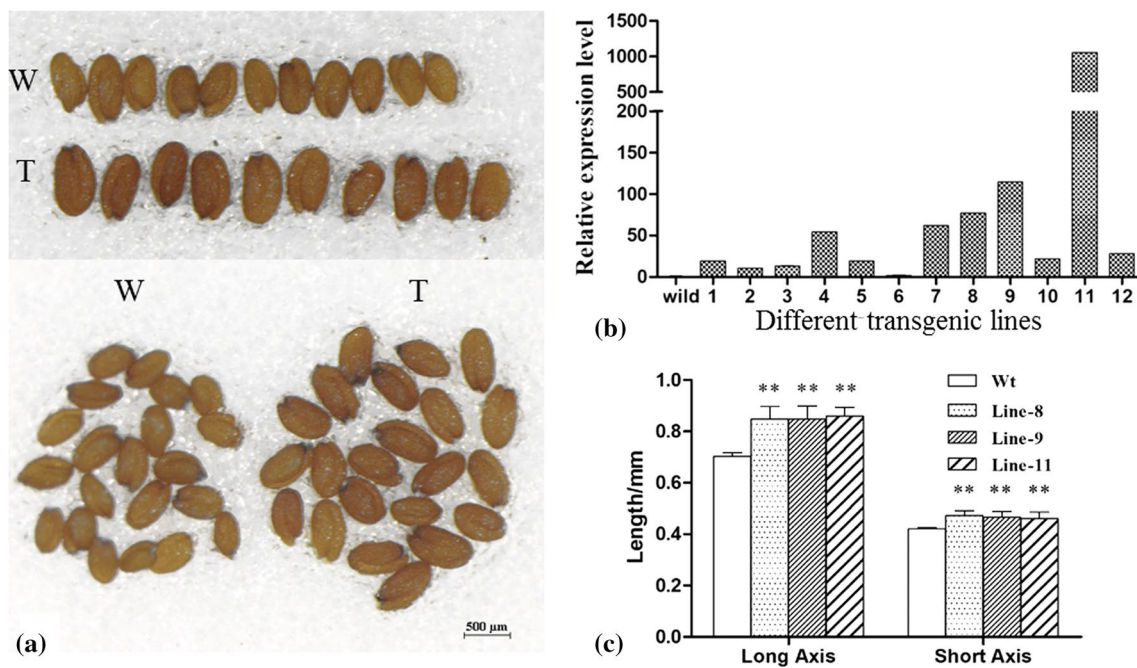 W
T
W
T
500 µm
(a)
Relative expression level
1500
1000
500
200
150
100
50
0
wild 1 2 3 4 5 6 7 8 9 10 11 12
Different transgenic lines
(b)
Length/mm
1.0
0.8
0.6
0.4
0.2
0.0
** ** **
** ** **
Wt
Line-8
Line-9
Line-11
Long Axis Short Axis
(c)